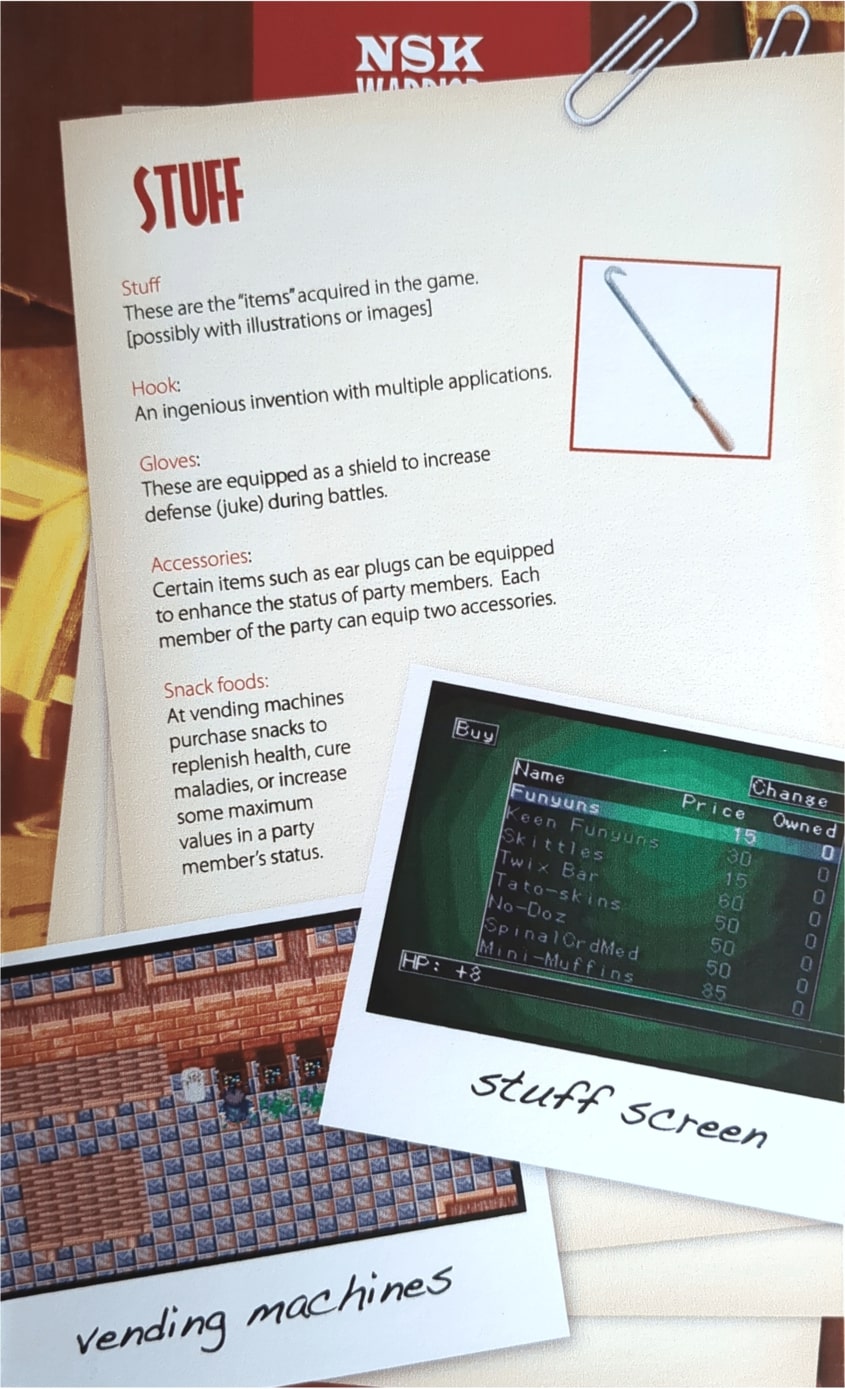 NSK
WARRIOR
STUFF
Stuff
These are the "items" acquired in the game.
[possibly with illustrations or images]
Hook:
An ingenious invention with multiple applications.
Gloves:
These are equipped as a shield to increase
defense (juke) during battles.
Accessories:
Certain items such as ear plugs can be equipped
to enhance the status of party members. Each
member of the party can equip two accessories.
Snack foods:
At vending machines
purchase snacks to
replenish health, cure
maladies, or increase
some maximum
values in a party
member's status.
Buy
Change
Name Price Owned
Funyuns 15 0
Keen Funyuns 30 0
Skittles 15 0
Twix Bar 60 0
Tato-skins 50 0
No-Doz 50 0
SpinalCrdMed 50 0
Mini-Muffins 85 0
HP: +8
stuff screen
vending machines